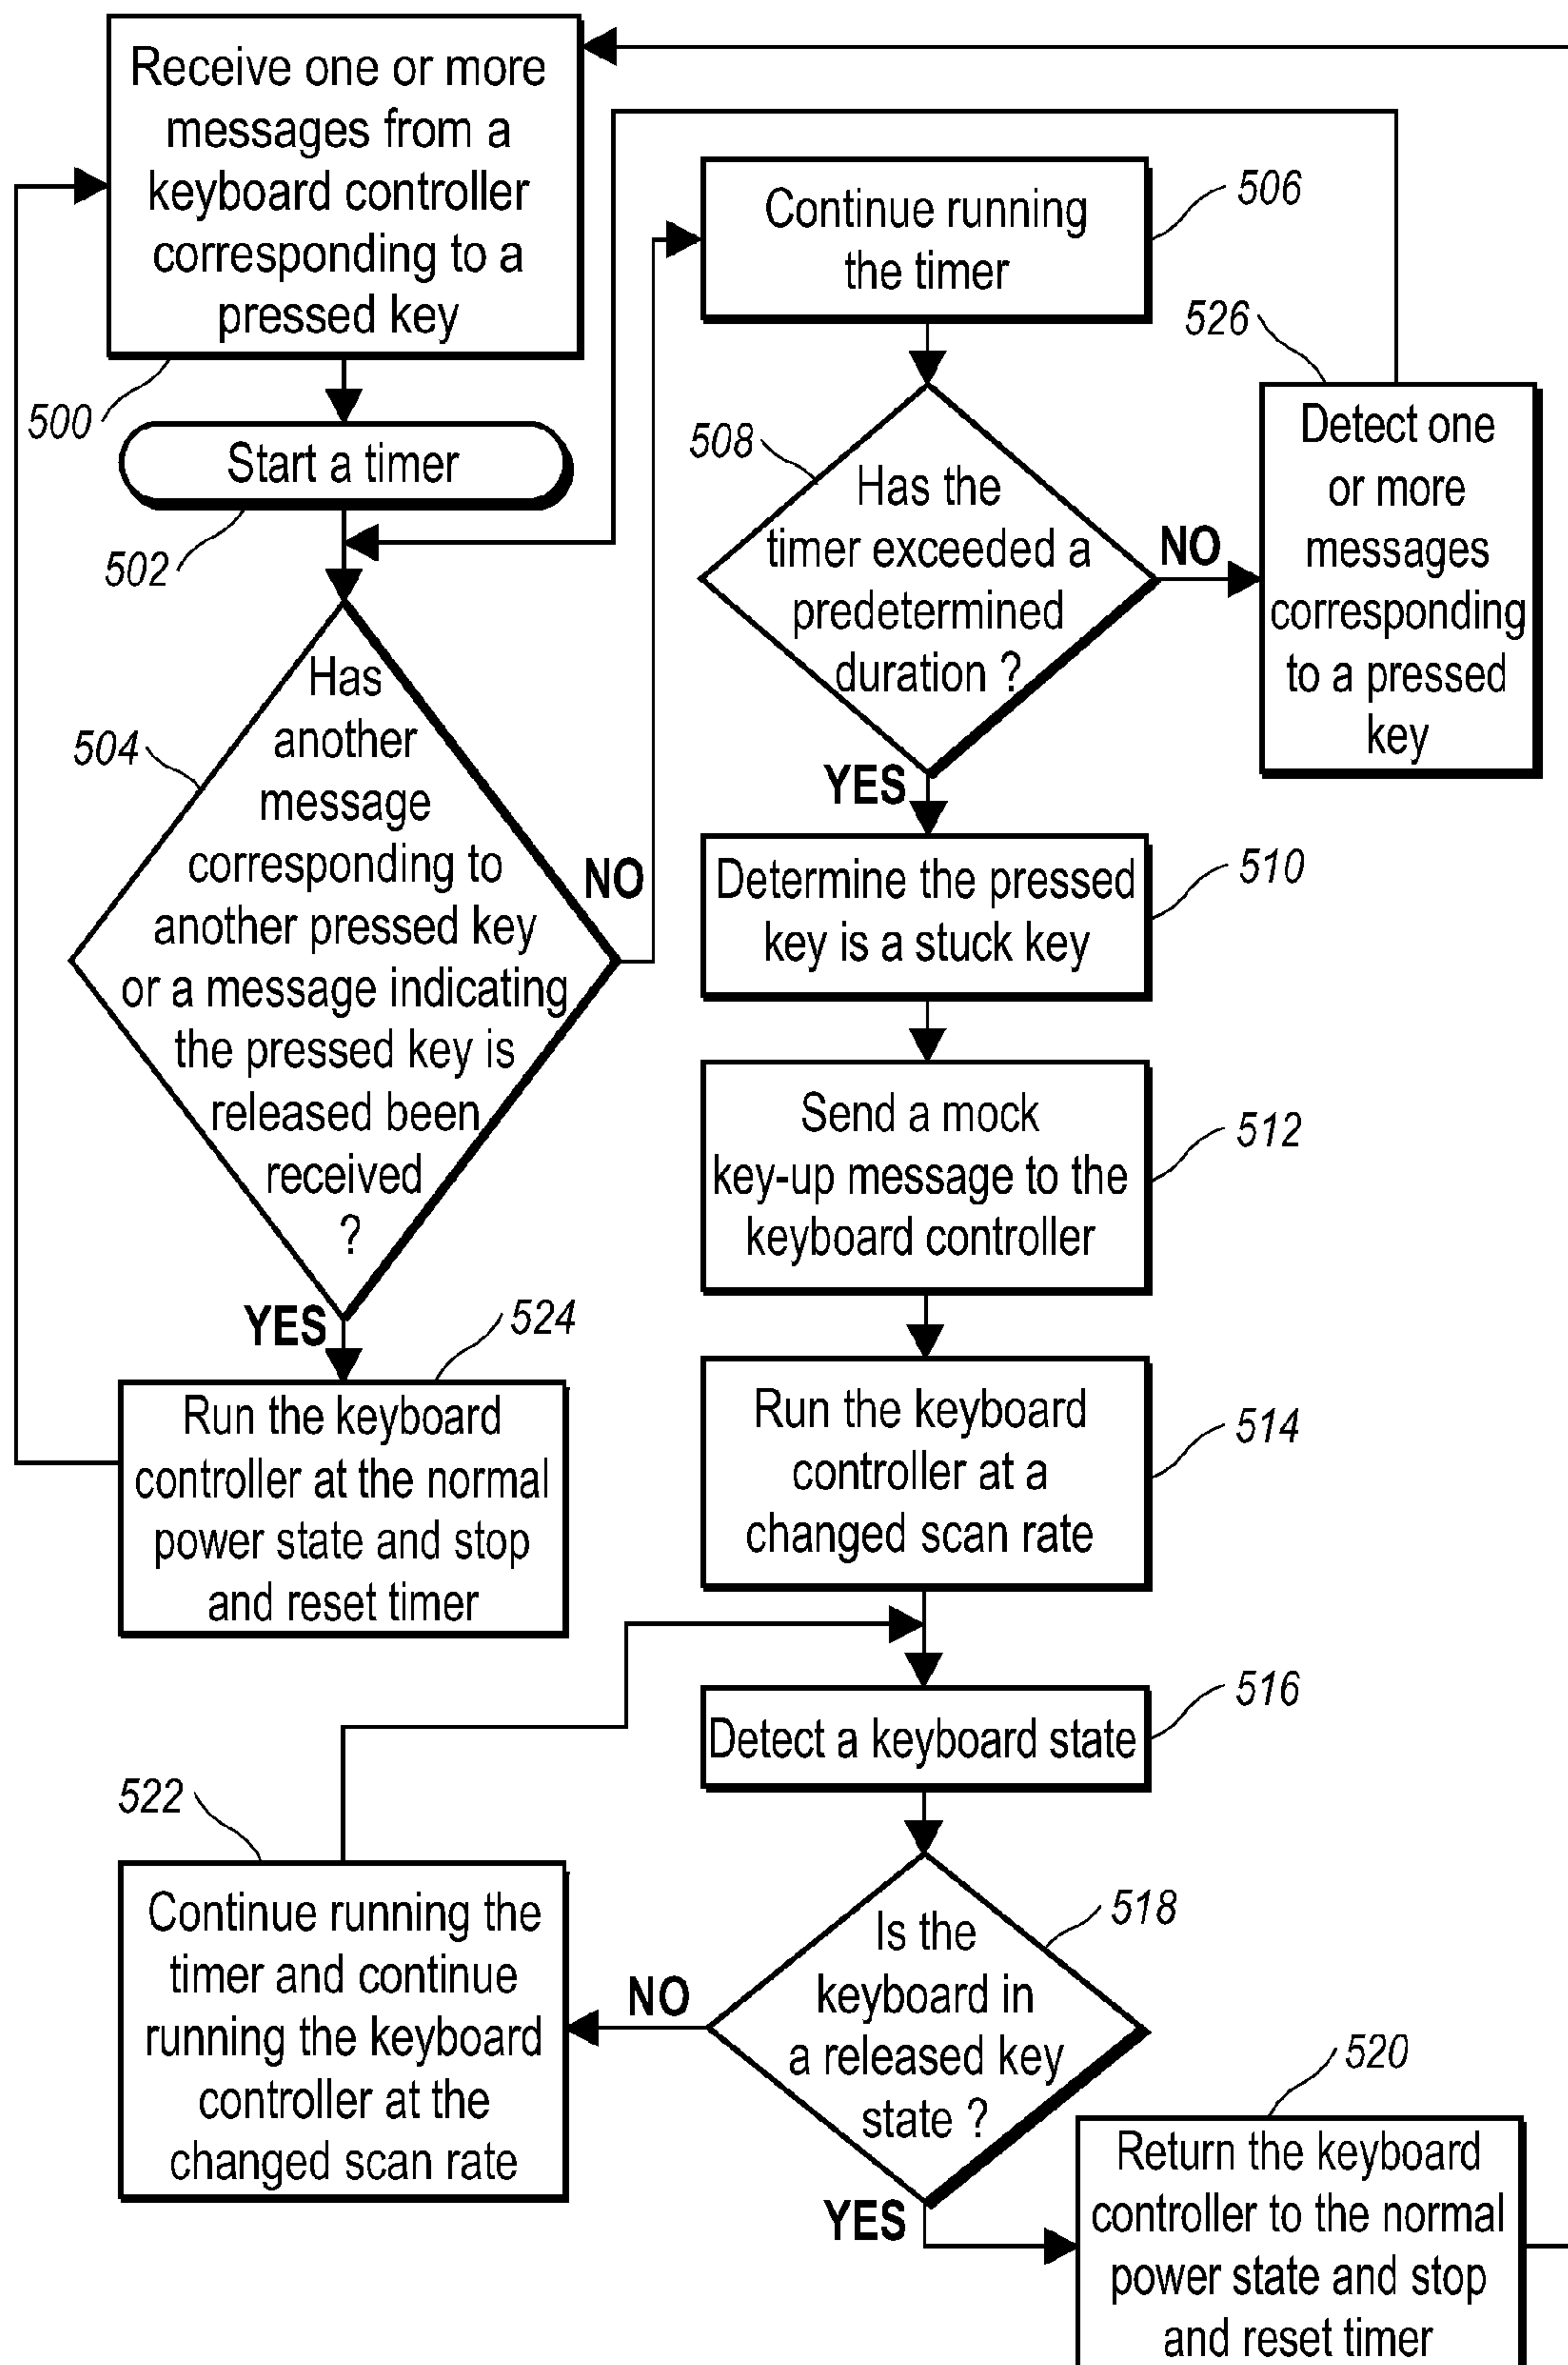 Receive one or more
messages from a
keyboard controller
corresponding to a
pressed key
500
Start a timer
502
Has
another
message
corresponding to
another pressed key
or a message indicating
the pressed key is
released been
received
?
504
NO
YES
524
Run the keyboard
controller at the normal
power state and stop
and reset timer
Continue running
the timer
506
508
Has the
timer exceeded a
predetermined
duration ?
NO
YES
526
Detect one
or more
messages
corresponding
to a pressed
key
Determine the pressed
key is a stuck key
510
Send a mock
key-up message to the
keyboard controller
512
Run the keyboard
controller at a
changed scan rate
514
Detect a keyboard state
516
Is the
keyboard in
a released key
state ?
518
NO
YES
522
Continue running the
timer and continue
running the keyboard
controller at the
changed scan rate
520
Return the keyboard
controller to the normal
power state and stop
and reset timer